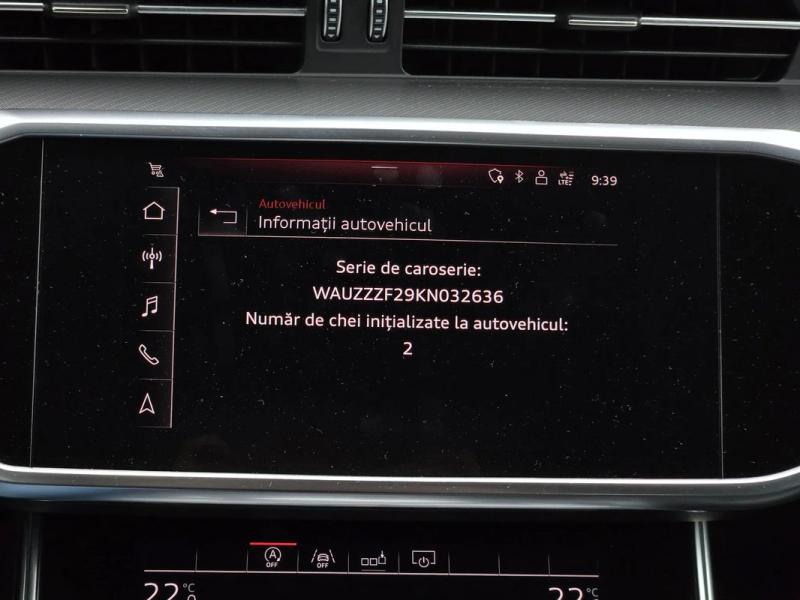 LTE
9:39
Autovehicul
Informații autovehicul
Serie de caroserie:
WAUZZZF29KN032636
Număr de chei inițializate la autovehicul:
2
A
OFF
OFF
22°C
22°C